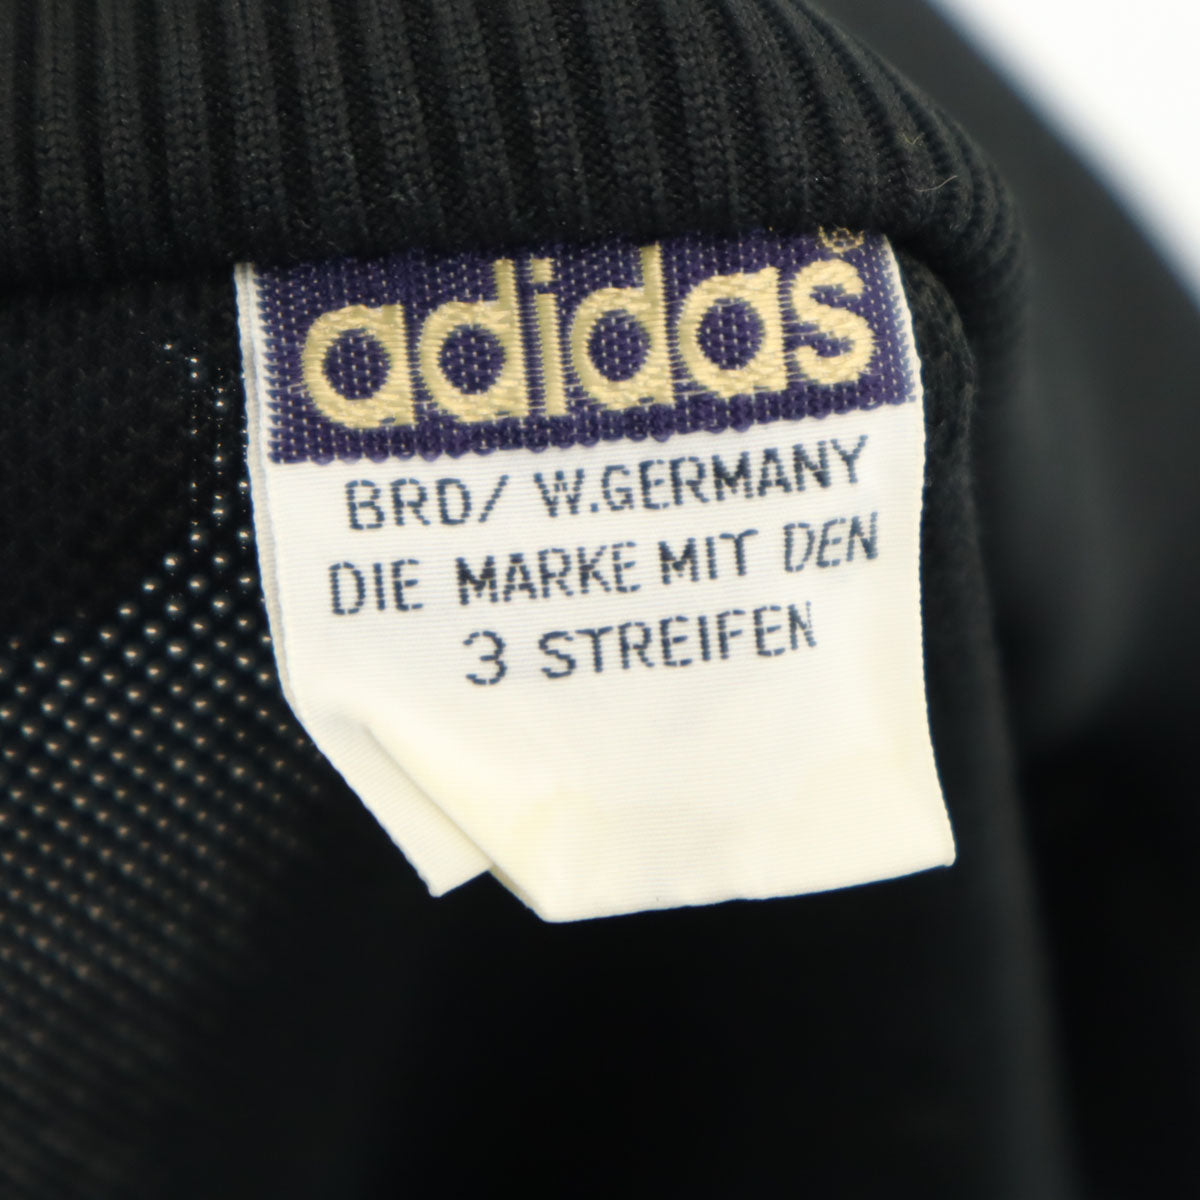 adidas®
BRD/ W.GERMANY
DIE MARKE MIT DEN
3 STREIFEN